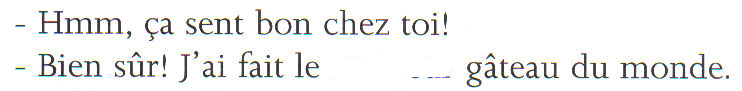 - Hmm, ça sent bon chez toi!
- Bien sûr! J'ai fait le gâteau du monde.